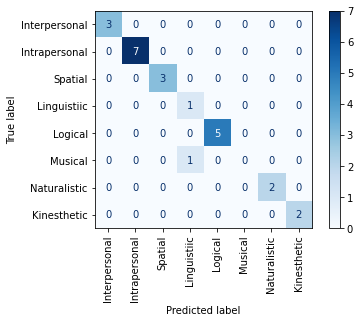 True label
Interpersonal 3 0 0 0 0 0 0 0
Intrapersonal 0 7 0 0 0 0 0 0
Spatial 0 0 3 0 0 0 0 0
Linguistiic 0 0 0 1 0 0 0 0
Logical 0 0 0 0 5 0 0 0
Musical 0 0 0 1 0 0 0 0
Naturalistic 0 0 0 0 0 0 2 0
Kinesthetic 0 0 0 0 0 0 0 2
Interpersonal
Intrapersonal
Spatial
Linguistiic
Logical
Musical
Naturalistic
Kinesthetic
Predicted label
7
6
5
4
3
2
1
0